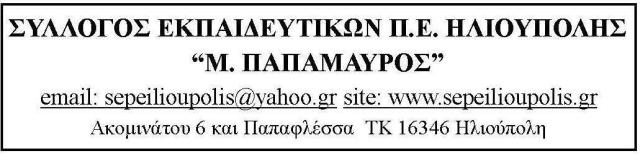 ΣΥΛΛΟΓΟΣ ΕΚΠΑΙΔΕΥΤΙΚΩΝ Π.Ε. ΗΛΙΟΥΠΟΛΗΣ
“Μ. ΠΑΠΑΜΑΥΡΟΣ”
email: sepeilioupolis@yahoo.gr site: www.sepeilioupolis.gr
Ακομινάτου 6 και Παπαφλέσσα ΤΚ 16346 Ηλιούπολη